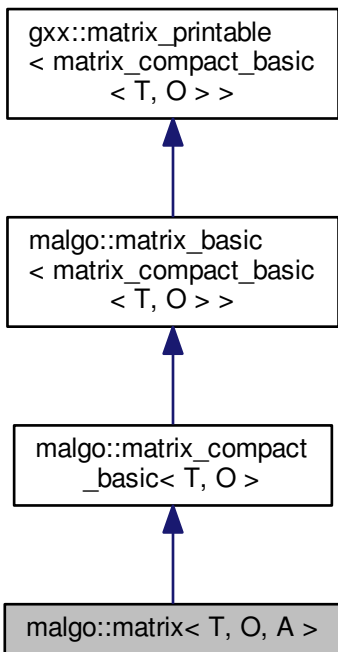 gxx::matrix_printable
< matrix_compact_basic
< T, O > >
malgo::matrix_basic
< matrix_compact_basic
< T, O > >
malgo::matrix_compact
_basic< T, O >
malgo::matrix< T, O, A >